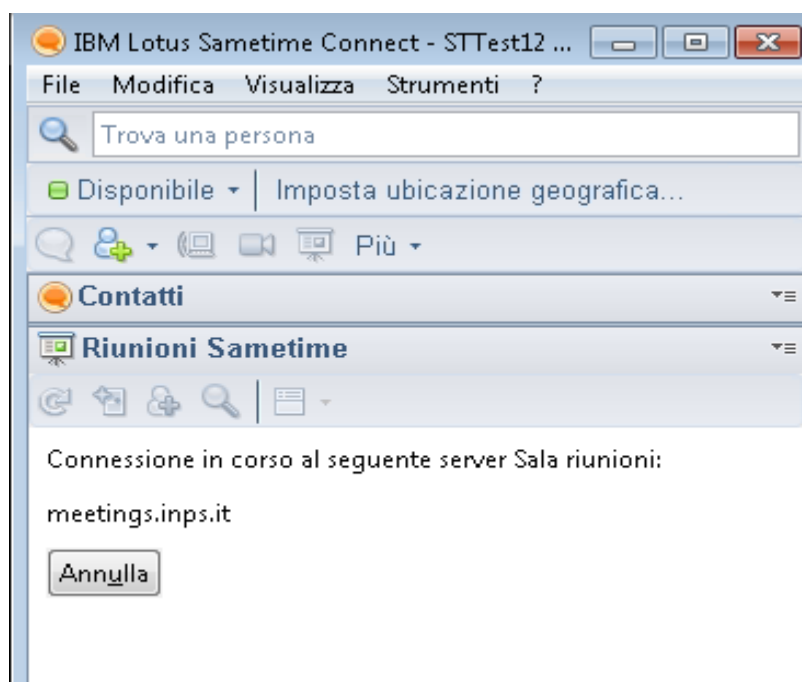 IBM Lotus Sametime Connect - STTest12 ...
File Modifica Visualizza Strumenti ?
Trova una persona
Disponibile Imposta ubicazione geografica...
Più
Contatti
Riunioni Sametime
Connessione in corso al seguente server Sala riunioni:
meetings.inps.it
Annulla